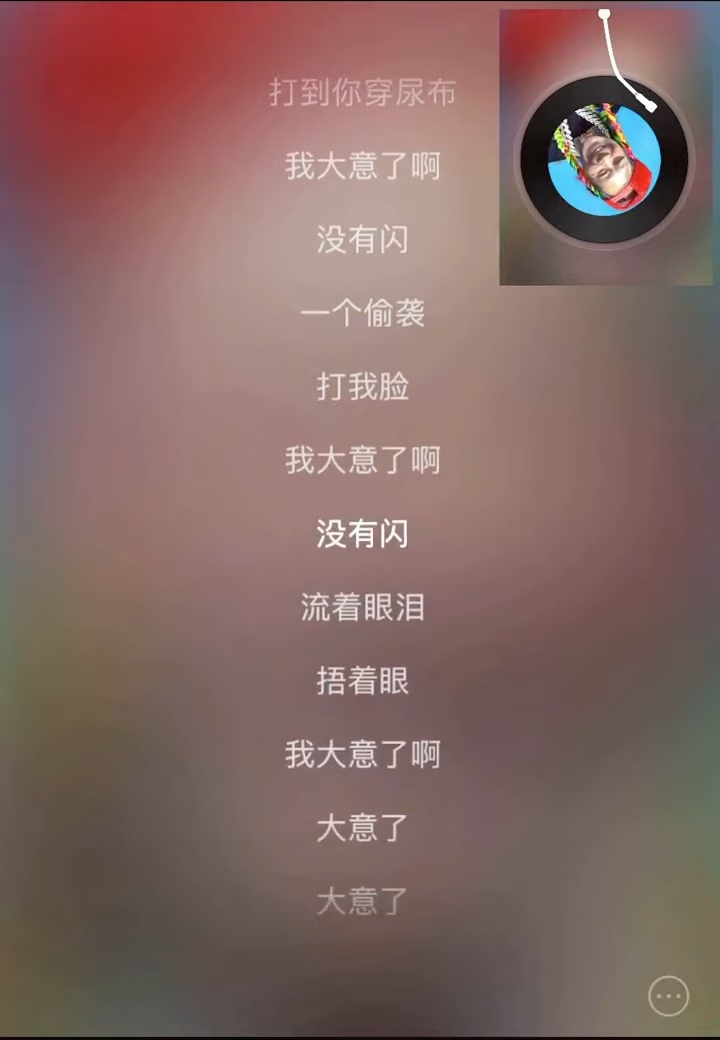 打到你穿尿布
我大意了啊
没有闪
一个偷袭
打我脸
我大意了啊
没有闪
流着眼泪
捂着眼
我大意了啊
大意了
大意了